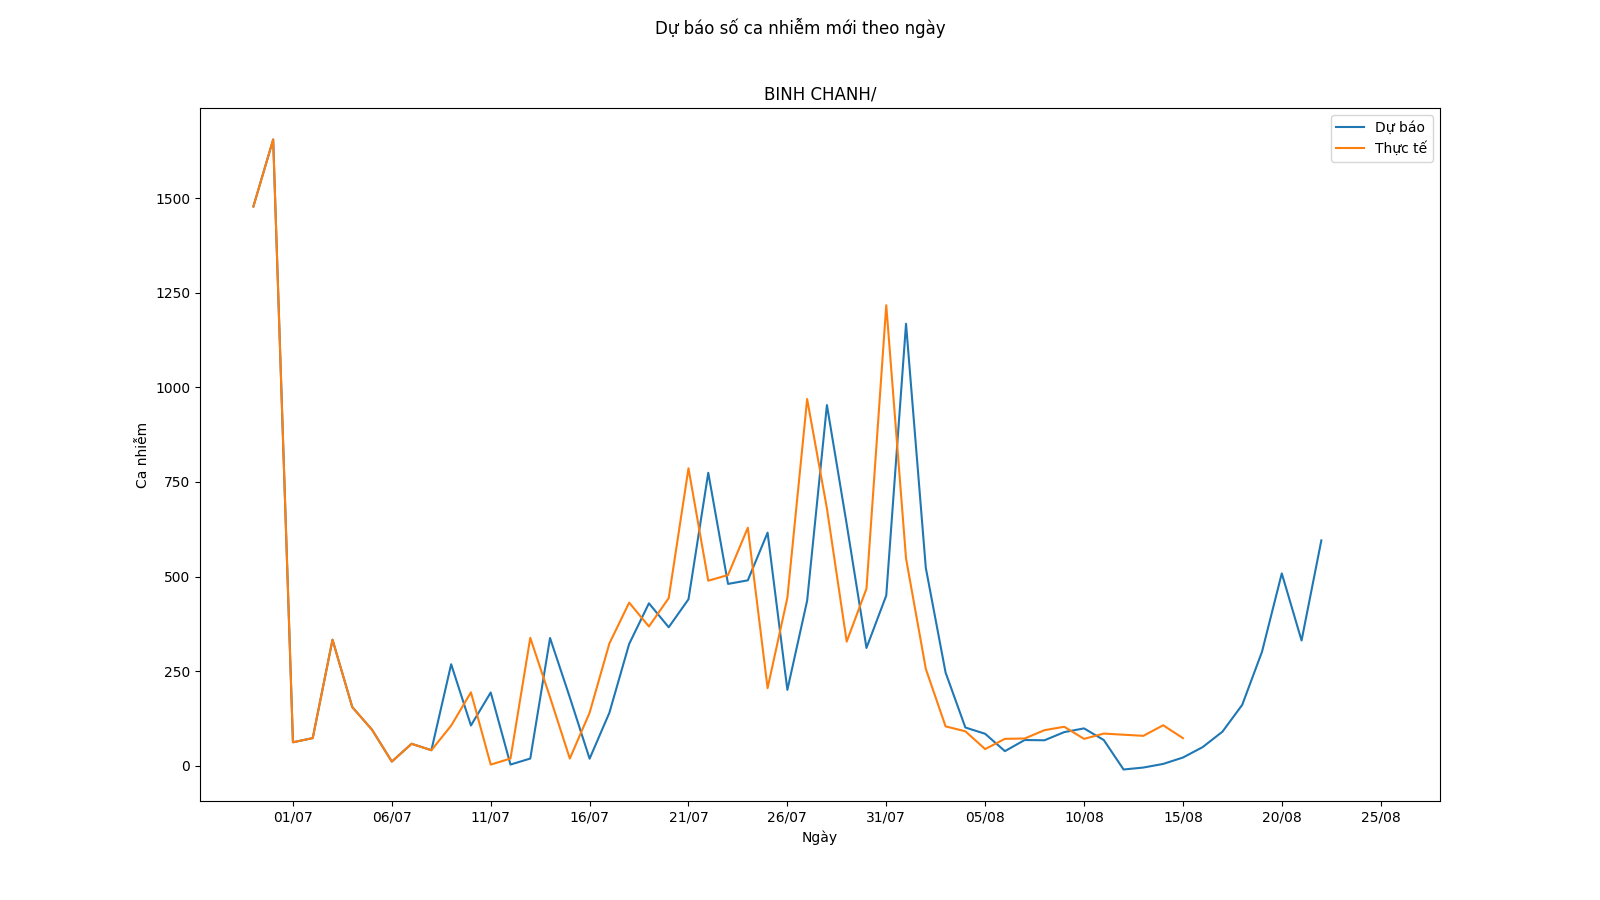 Dự báo số ca nhiễm mới theo ngày
BINH CHANH/
Dự báo
Thực tế
1500
1250
1000
750
500
250
0
Ca nhiễm
01/07 06/07 11/07 16/07 21/07 26/07 31/07 05/08 10/08 15/08 20/08 25/08
Ngày